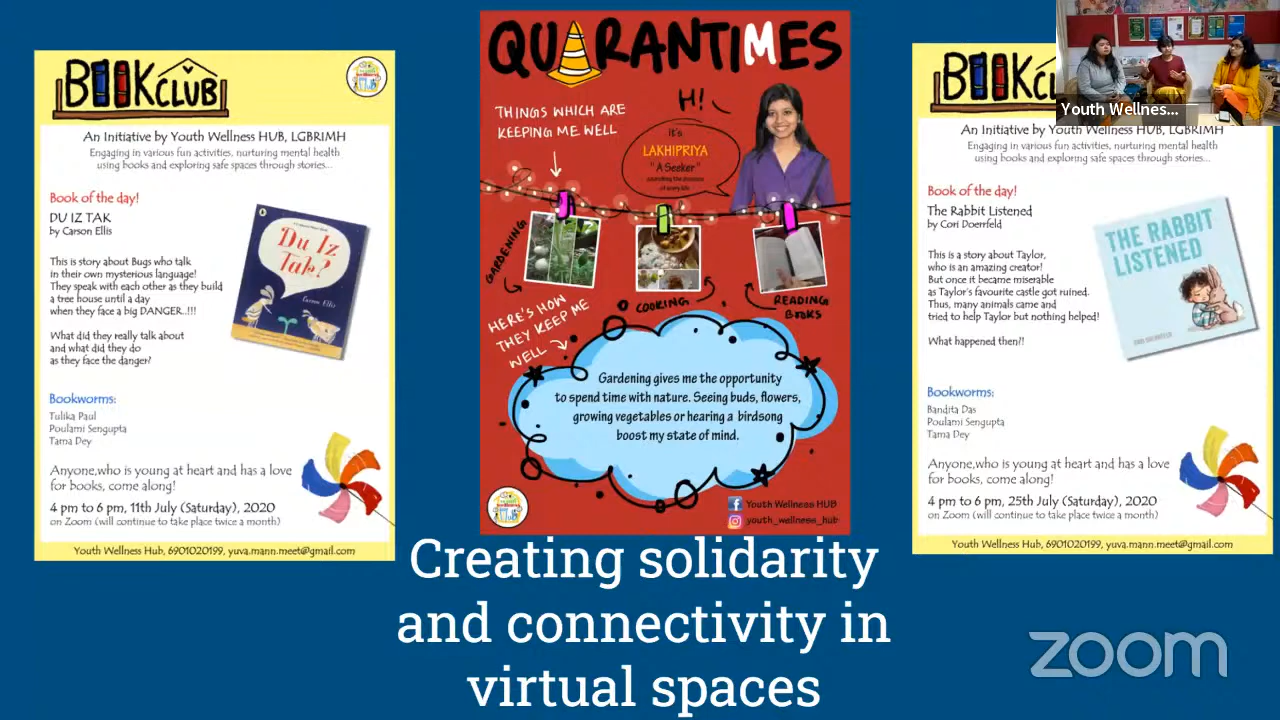 BOOK CLUB
An Initiative by Youth Wellness HUB, LGBRIMH
Engaging in various fun activities, nurturing mental health
using books and exploring safe spaces through stories...
Book of the day!
DU IZ TAK
by Carson Ellis
This is story about Bugs who talk
in their own mysterious language!
They speak with each other as they build
a tree house until a day
when they face a big DANGER..!!!
What did they really talk about
and what did they do
as they face the danger?
Du Iz
Tak?
Carson Ellis
Bookworms:
Tulika Paul
Poulami Sengupta
Tama Dey
Anyone,who is young at heart and has a love
for books, come along!
4 pm to 6 pm, 11th July (Saturday), 2020
on Zoom (will continue to take place twice a month)
Youth Wellness Hub, 6901020199, yuva.mann.meet@gmail.com
QUARANTIMES
THINGS WHICH ARE
KEEPING ME WELL
H!
it's
LAKHIPRIYA
"A Seeker"
GARDENING
COOKING
READING
BOOKS
HERE'S HOW
THEY KEEP ME
WELL
Gardening gives me the opportunity
to spend time with nature. Seeing buds, flowers,
growing vegetables or hearing a birdsong
boost my state of mind.
Youth Wellness HUB
youth_wellness_hub
BOOK CL
An Initiative by Youth Wellness HUB, LGBRIMH
Engaging in various fun activities, nurturing mental health
using books and exploring safe spaces through stories...
Book of the day!
The Rabbit Listened
by Cori Doerrfeld
This is a story about Taylor,
who is an amazing creator!
But once it became miserable
as Taylor's favourite castle got ruined.
Thus, many animals came and
tried to help Taylor but nothing helped!
What happened then?!
THE RABBIT
LISTENED
Bookworms:
Bandita Das
Poulami Sengupta
Tama Dey
Anyone,who is young at heart and has a love
for books, come along!
4 pm to 6 pm, 25th July (Saturday), 2020
on Zoom (will continue to take place twice a month)
Youth Wellness Hub, 6901020199, yuva.mann.meet@gmail.com
Youth Wellnes...
Creating solidarity
and connectivity in
virtual spaces
zoom